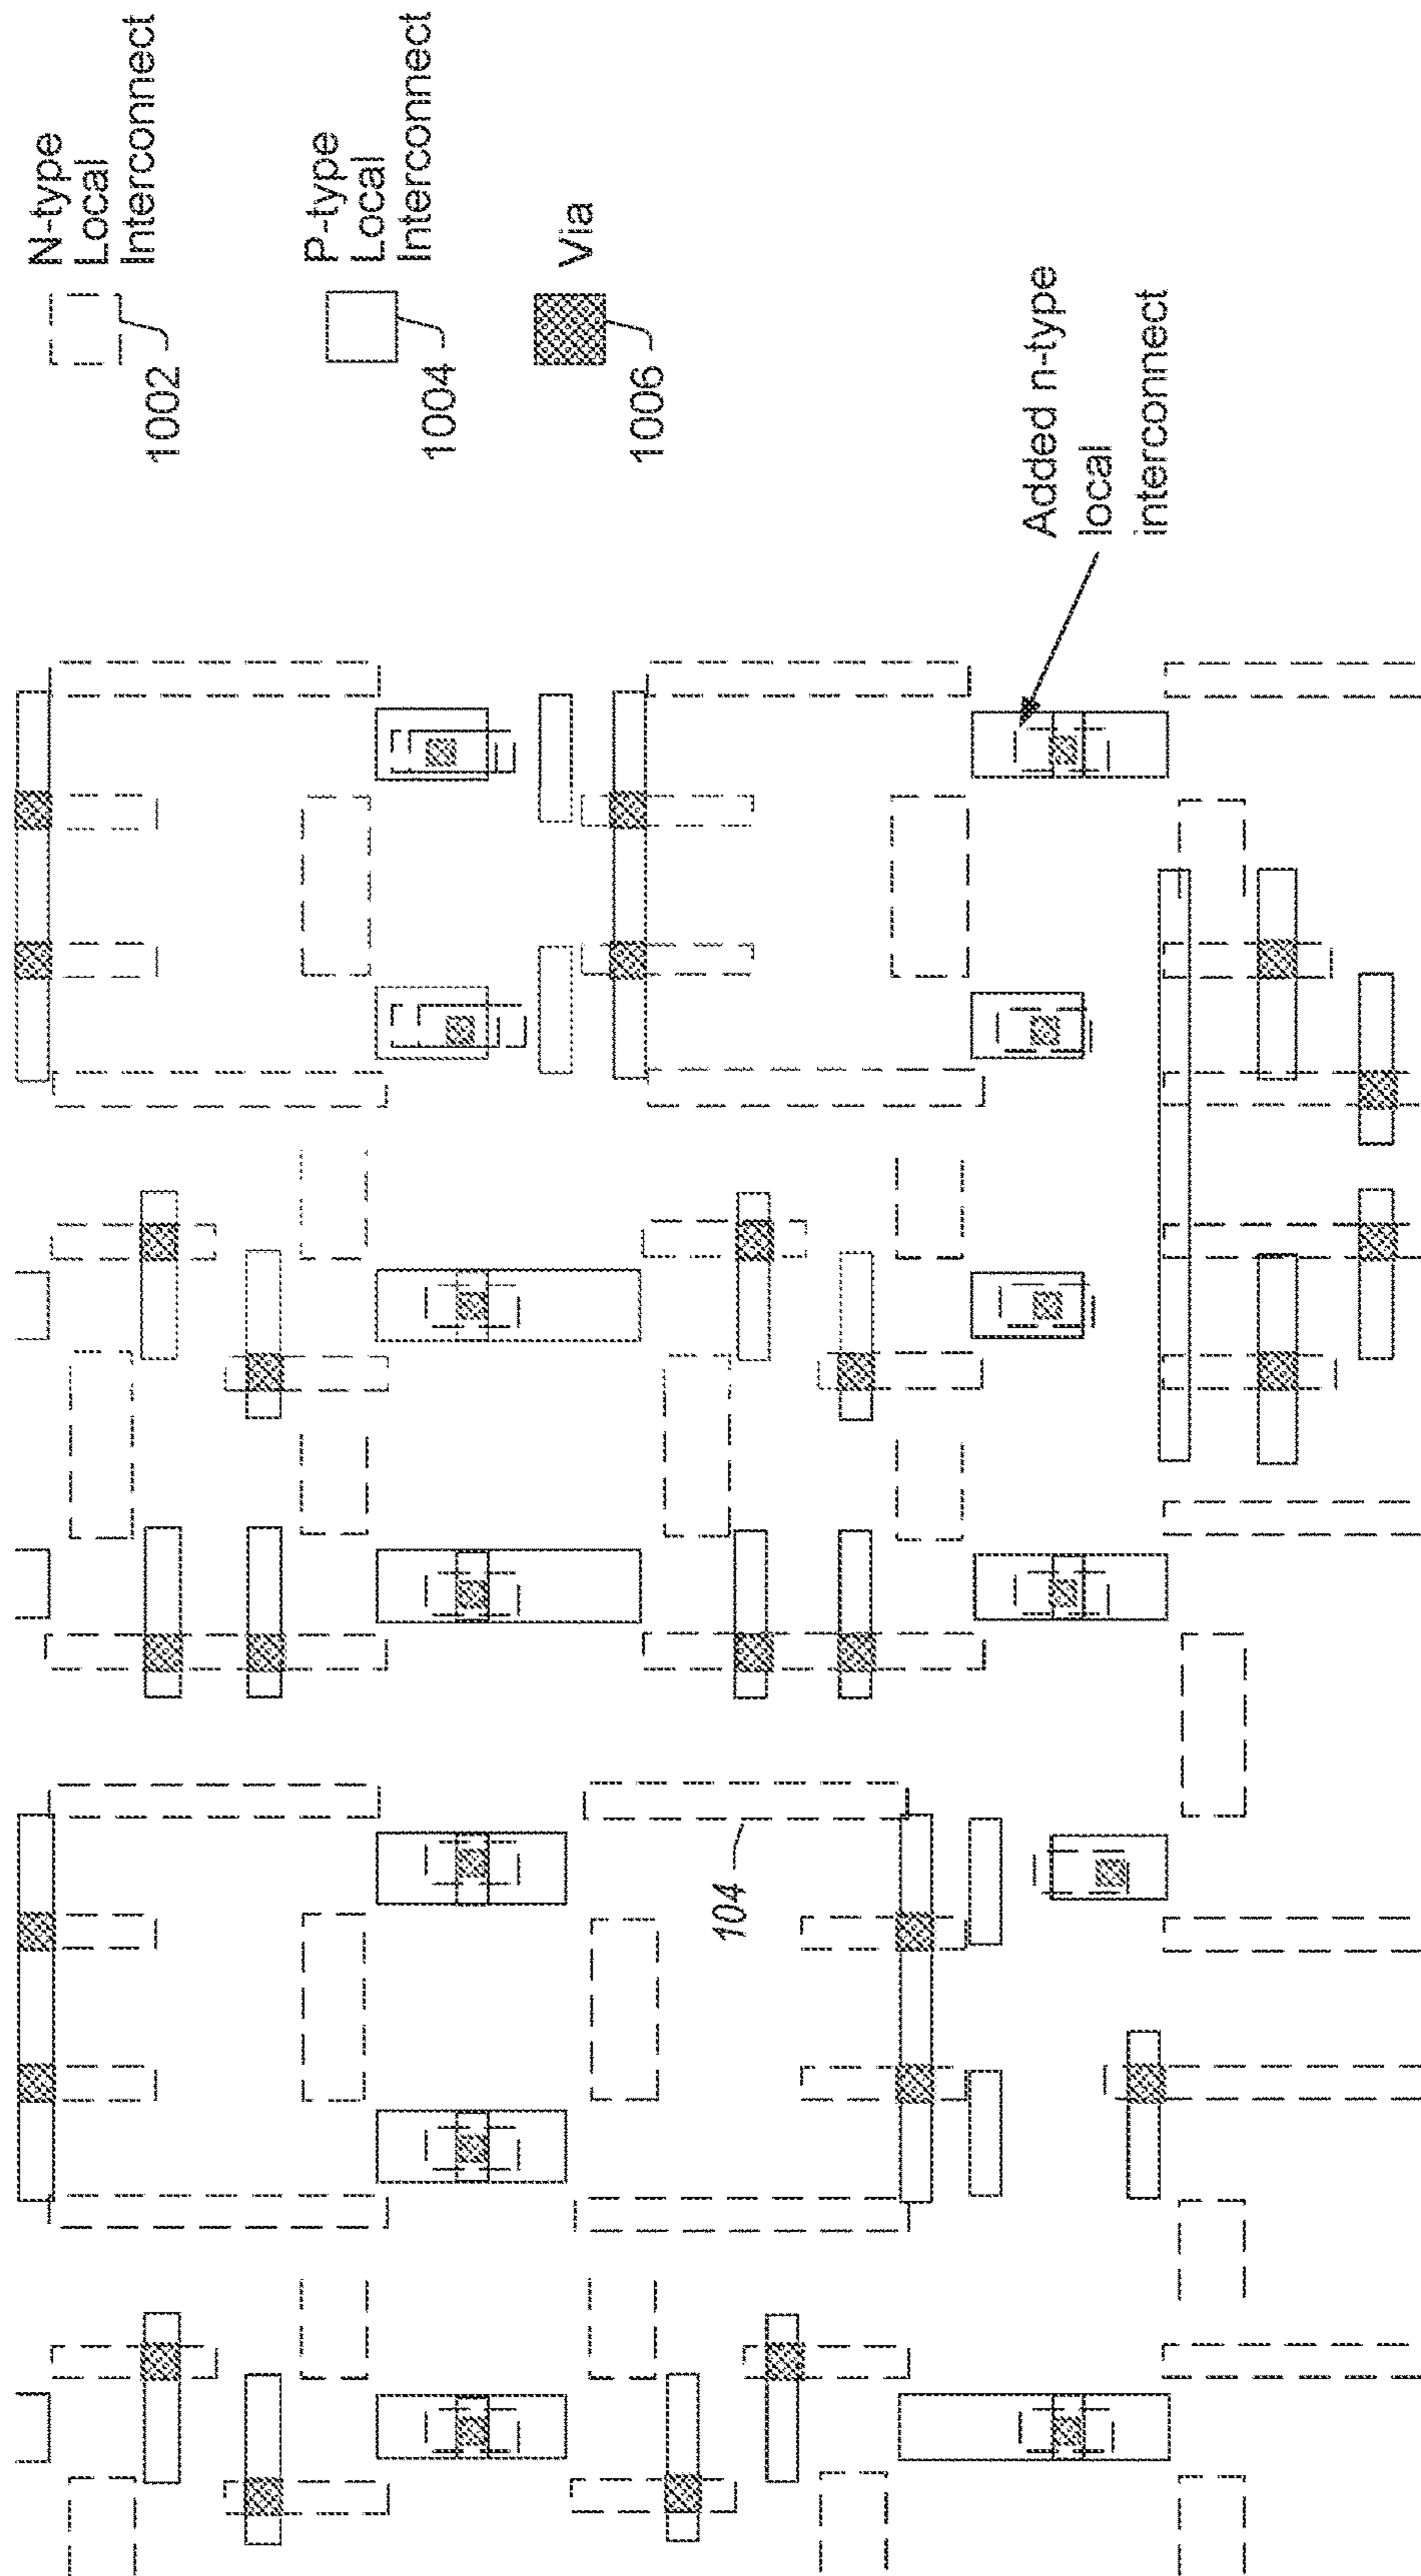 N-type
Local
Interconnect
1002
P-type
Local
Interconnect
1004
Via
1006
Added n-type
local
interconnect
104